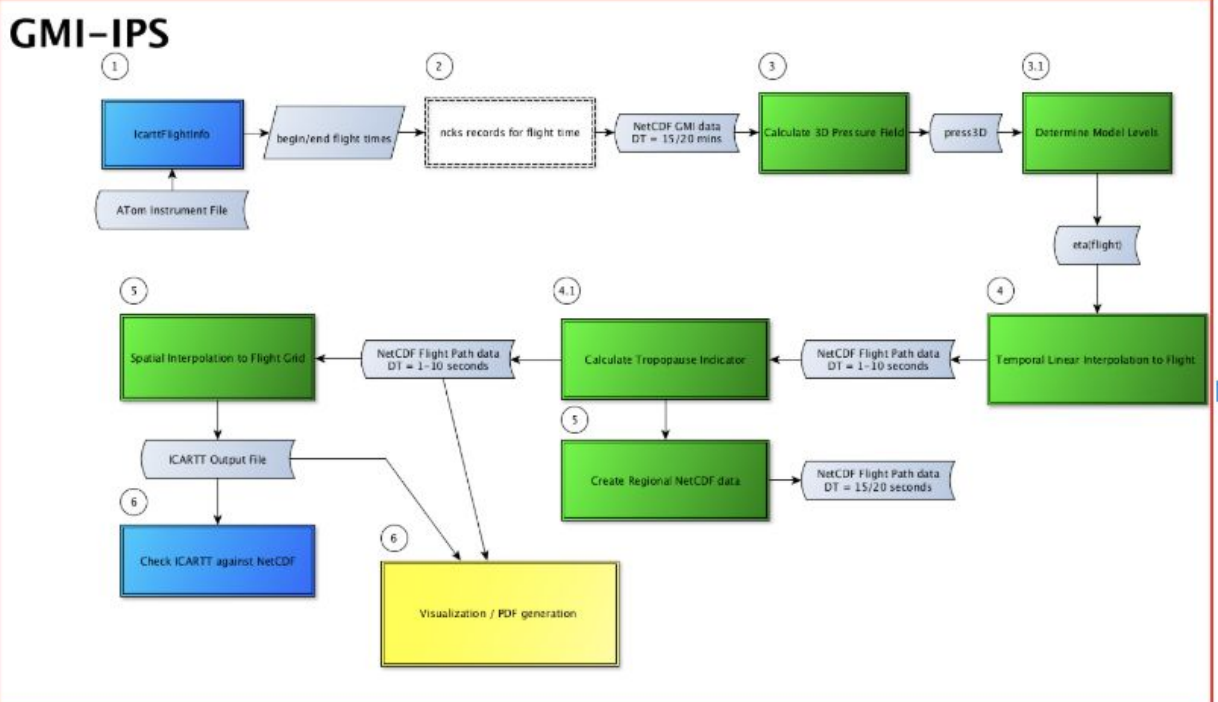 GMI-IPS
1
2
3
3.1
IcarttFlightInfo
begin/end flight times
ncks records for flight time
NetCDF GMI data
DT = 15/20 mins
Calculate 3D Pressure Field
press3D
Determine Model Levels
ATom Instrument File
eta(flight)
5
4.1
4
Spatial Interpolation to Flight Grid
NetCDF Flight Path data
DT = 1-10 seconds
Calculate Tropopause Indicator
NetCDF Flight Path data
DT = 1-10 seconds
Temporal Linear Interpolation to Flight
5
ICARTT Output File
Create Regional NetCDF data
NetCDF Flight Path data
DT = 15/20 seconds
6
Check ICARTT against NetCDF
6
Visualization / PDF generation